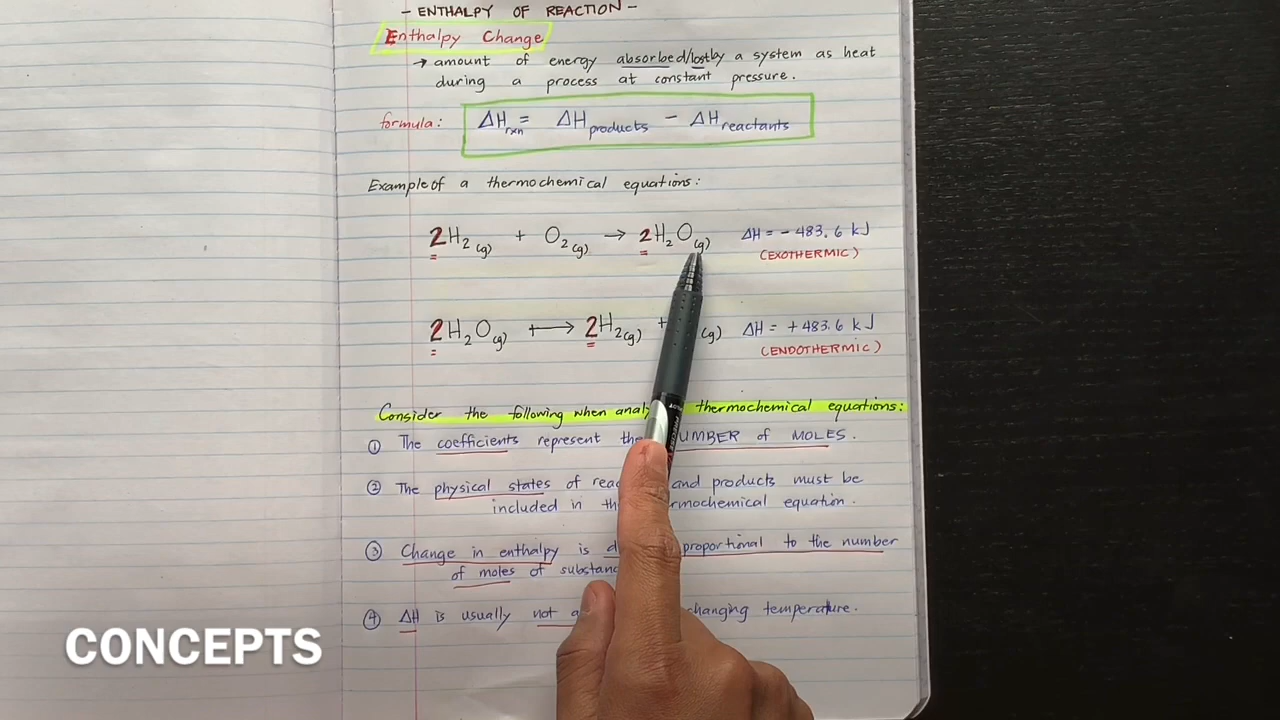 - ENTHALPY OF REACTION -
Enthalpy Change
→ amount of energy absorbed/lost by a system as heat
during a process at constant pressure.
formula: ΔHrxn = ΔHproducts - ΔHreactants
Example of a thermochemical equations:
2H2(g) + O2(g) → 2H2O(g) ΔH = -483.6 kJ
(EXOTHERMIC)
2H2O(g) ⟼ 2H2(g) + (g) ΔH = +483.6 kJ
(ENDOTHERMIC)
Consider the following when thermochemical equations:
① The coefficients represent the NUMBER of MOLES.
② The physical states of and products must be
included in the thermochemical equation.
③ Change in enthalpy is proportional to the number
of moles of
④ ΔH is usually not changing temperature.
CONCEPTS